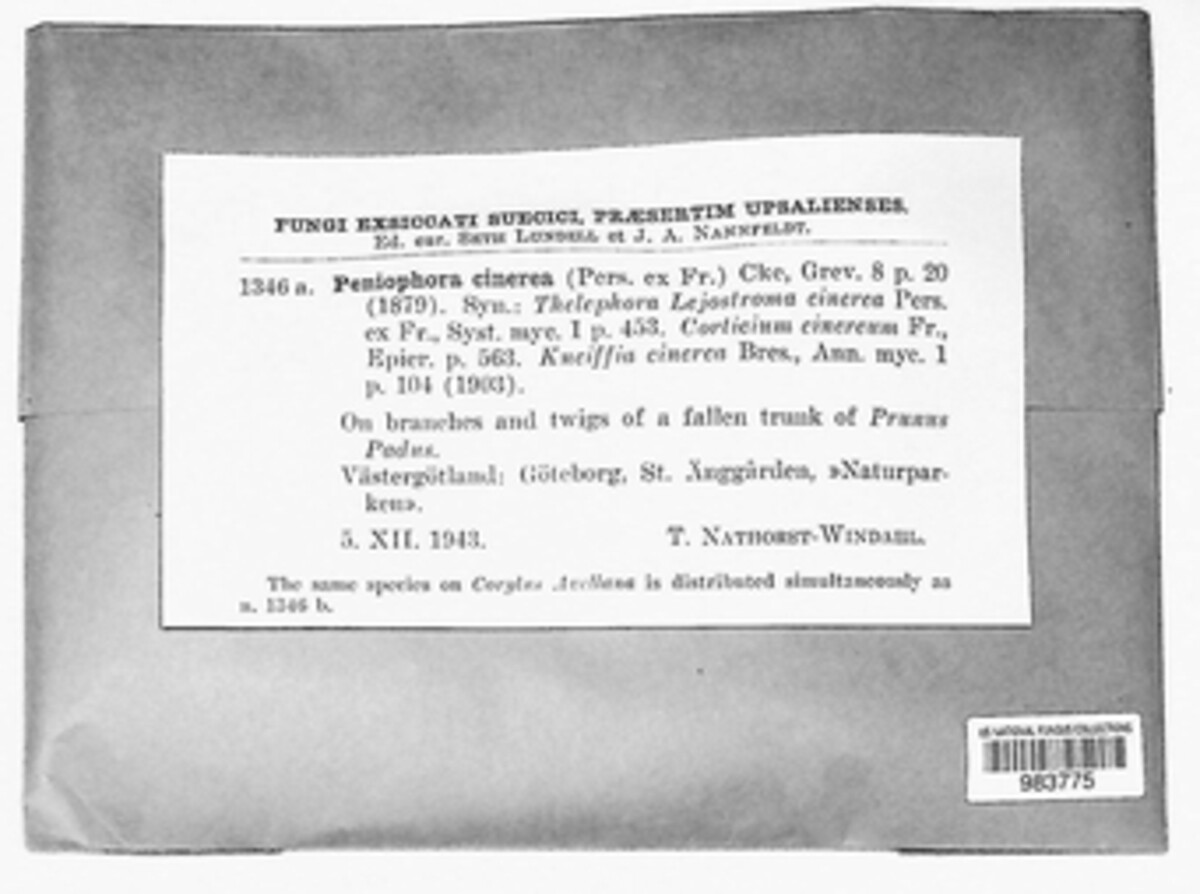 FUNGI EXSICCATI SUECICI, PRÆSERTIM UPSALIENSES.
Ed. cur. SETH LUNDELL et J. A. NANNFELDT.
1346 a. Peniophora cinerea (Pers. ex Fr.) Cke, Grev. 8 p. 20
(1879). Syn.: Thelephora Lejostroma cinerea Pers.
ex Fr., Syst. myc. I p. 453. Corticium cinereum Fr.,
Epicr. p. 563. Kneiffia cinerea Bres., Ann. myc. 1
p. 104 (1903).
On branches and twigs of a fallen trunk of Prunus
Padus.
Västergötland: Göteborg, St. Änggården, »Naturpar-
ken».
5. XII. 1943. T. NATHORST-WINDAHL.
The same species on Corylus Avellana is distributed simultaneously as
n. 1346 b.
US NATIONAL FUNGUS COLLECTIONS
983775